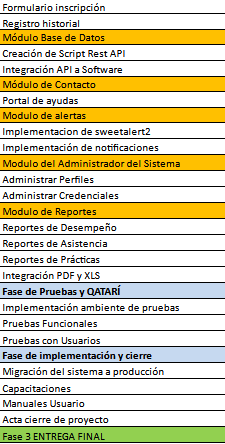 Formulario inscripción
Registro historial
Módulo Base de Datos
Creación de Script Rest API
Integración API a Software
Módulo de Contacto
Portal de ayudas
Modulo de alertas
Implementacion de sweetalert2
Implementación de notificaciones
Modulo del Administrador del Sistema
Administrar Perfiles
Administrar Credenciales
Modulo de Reportes
Reportes de Desempeño
Reportes de Asistencia
Reportes de Prácticas
Integración PDF y XLS
Fase de Pruebas y QATARÍ
Implementación ambiente de pruebas
Pruebas Funcionales
Pruebas con Usuarios
Fase de implementación y cierre
Migración del sistema a producción
Capacitaciones
Manuales Usuario
Acta cierre de proyecto
Fase 3 ENTREGA FINAL